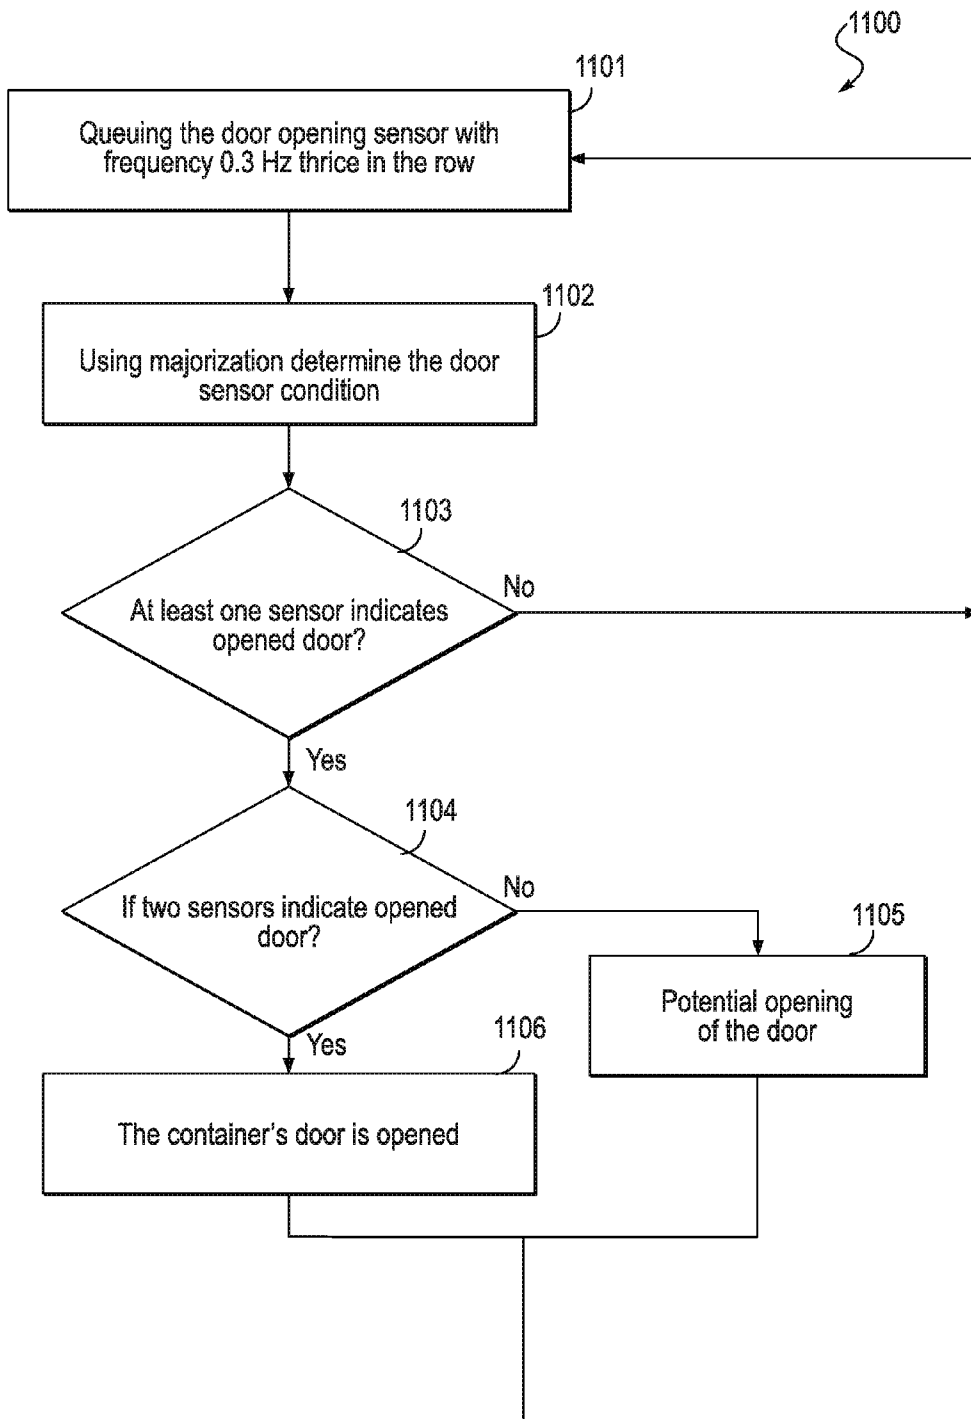 1100
1101
Queuing the door opening sensor with
frequency 0.3 Hz thrice in the row
1102
Using majorization determine the door
sensor condition
1103
No
At least one sensor indicates
opened door?
Yes
1104
No
If two sensors indicate opened
door?
1105
Potential opening
of the door
Yes
1106
The container's door is opened